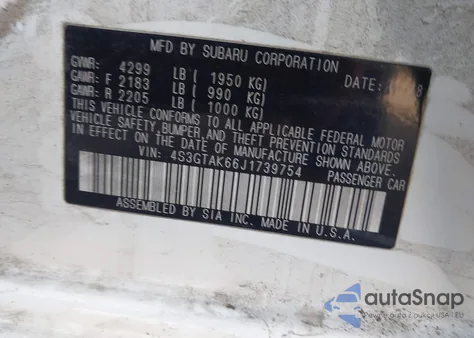 MFD BY SUBARU CORPORATION
GVWR: 4299 LB ( 1950 KG) DATE:
GAWR: F 2183 LB ( 990 KG)
GAWR: R 2205 LB ( 1000 KG)
THIS VEHICLE CONFORMS TO ALL APPLICABLE FEDERAL MOTOR
VEHICLE SAFETY, BUMPER, AND THEFT PREVENTION STANDARDS
IN EFFECT ON THE DATE OF MANUFACTURE SHOWN ABOVE.
VIN: 4S3GTAK66J1739754 PASSENGER CAR
ASSEMBLED BY SIA INC. MADE IN U.S.A.
autoSnap